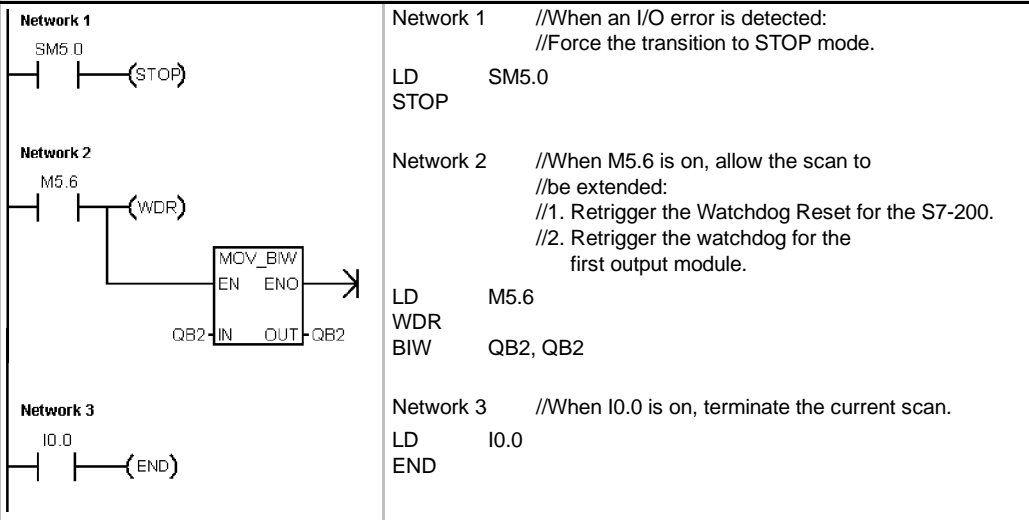 Network 1
SM5.0
STOP
Network 2
M5.6
WDR
MOV_BIW
EN ENO
QB2 IN OUT QB2
Network 3
I0.0
END
Network 1 //When an I/O error is detected:
//Force the transition to STOP mode.
LD SM5.0
STOP
Network 2 //When M5.6 is on, allow the scan to
//be extended:
//1. Retrigger the Watchdog Reset for the S7-200.
//2. Retrigger the watchdog for the
first output module.
LD M5.6
WDR
BIW QB2, QB2
Network 3 //When I0.0 is on, terminate the current scan.
LD I0.0
END